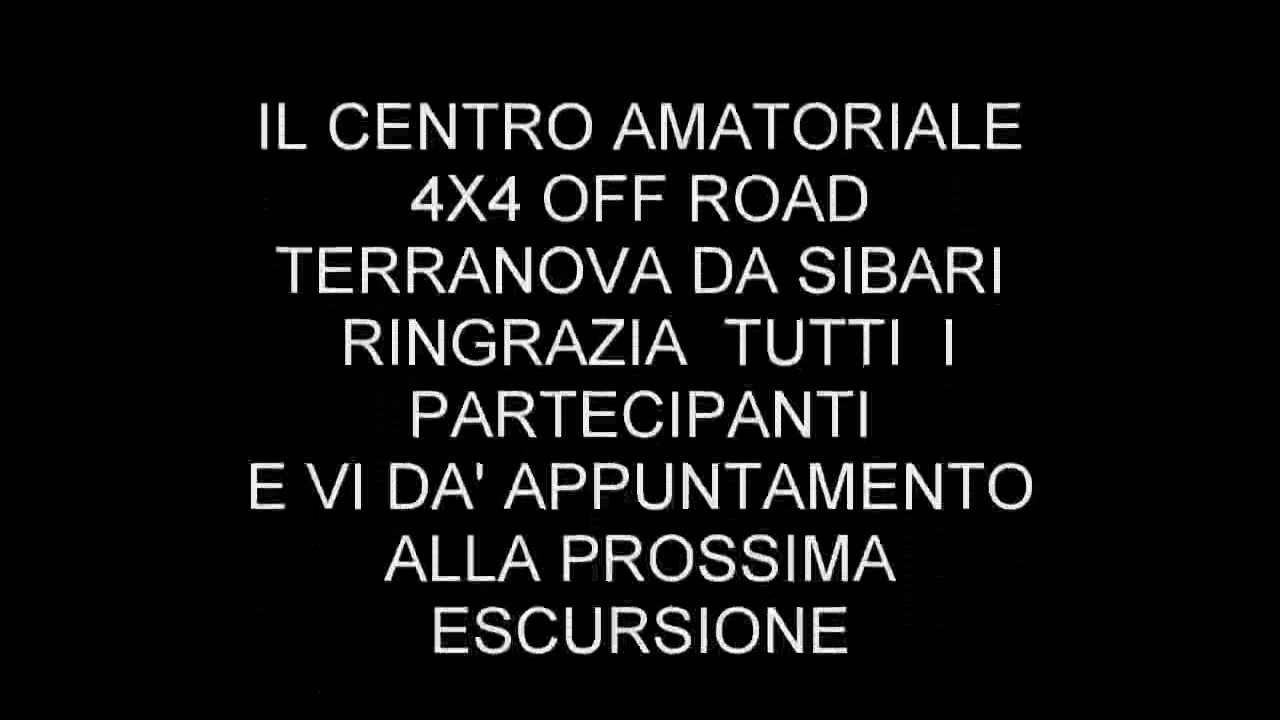 IL CENTRO AMATORIALE
4X4 OFF ROAD
TERRANOVA DA SIBARI
RINGRAZIA  TUTTI  I
PARTECIPANTI
E VI DA' APPUNTAMENTO
ALLA PROSSIMA
ESCURSIONE